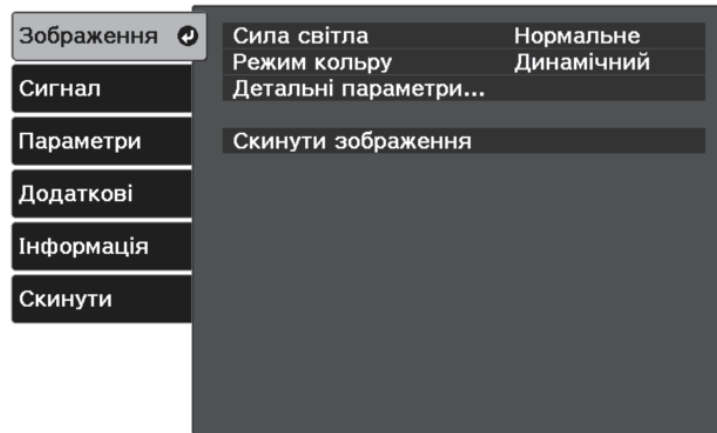 Зображення
Сигнал
Параметри
Додаткові
Інформація
Скинути
Сила світла Нормальне
Режим кольру Динамічний
Детальні параметри...
Скинути зображення